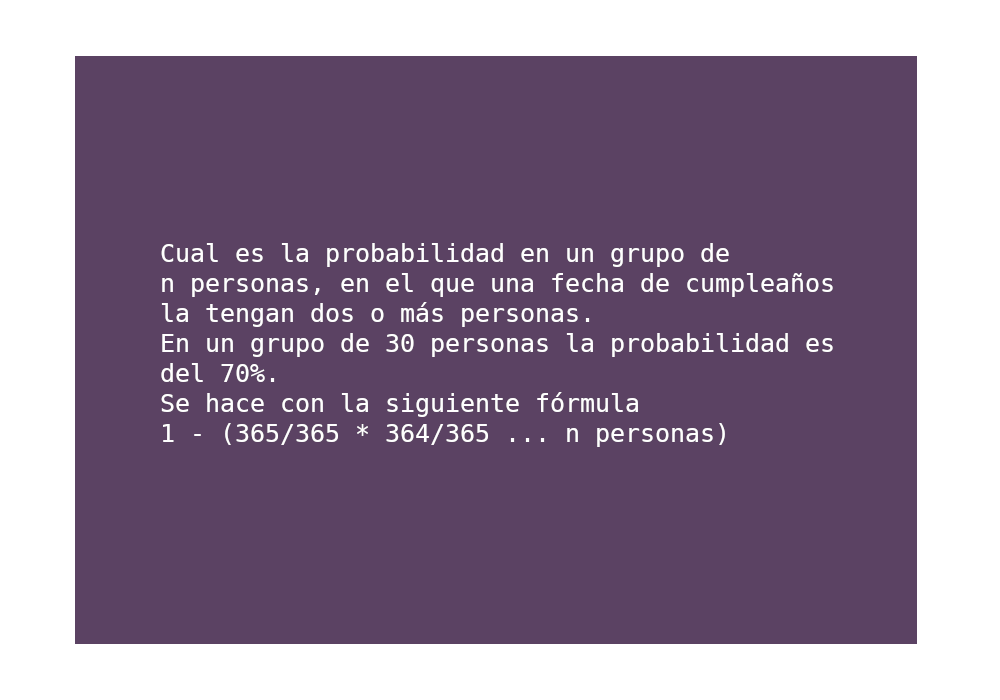 Cual es la probabilidad en un grupo de
n personas, en el que una fecha de cumpleaños
la tengan dos o más personas.
En un grupo de 30 personas la probabilidad es
del 70%.
Se hace con la siguiente fórmula
1 - (365/365 * 364/365 ... n personas)